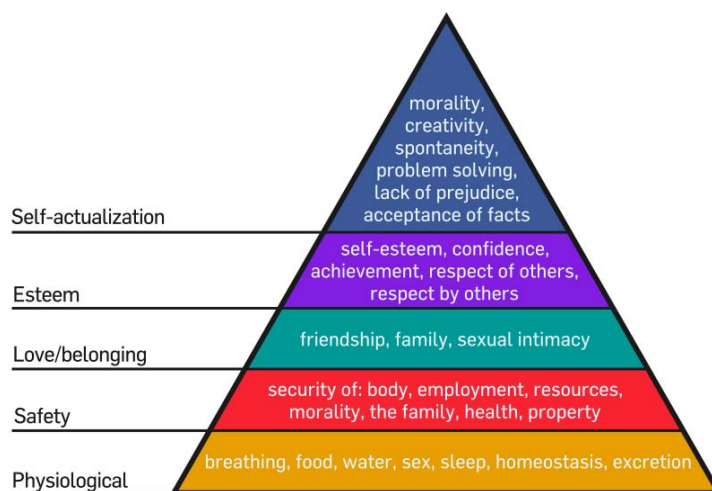 morality,
creativity,
spontaneity,
problem solving,
lack of prejudice,
acceptance of facts
Self-actualization
self-esteem, confidence,
achievement, respect of others,
respect by others
Esteem
friendship, family, sexual intimacy
Love/belonging
security of: body, employment, resources,
morality, the family, health, property
Safety
breathing, food, water, sex, sleep, homeostasis, excretion
Physiological